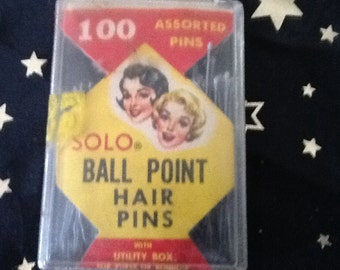 100 ASSORTED
PINS
SOLO®
BALL POINT
HAIR
PINS
WITH
UTILITY BOX